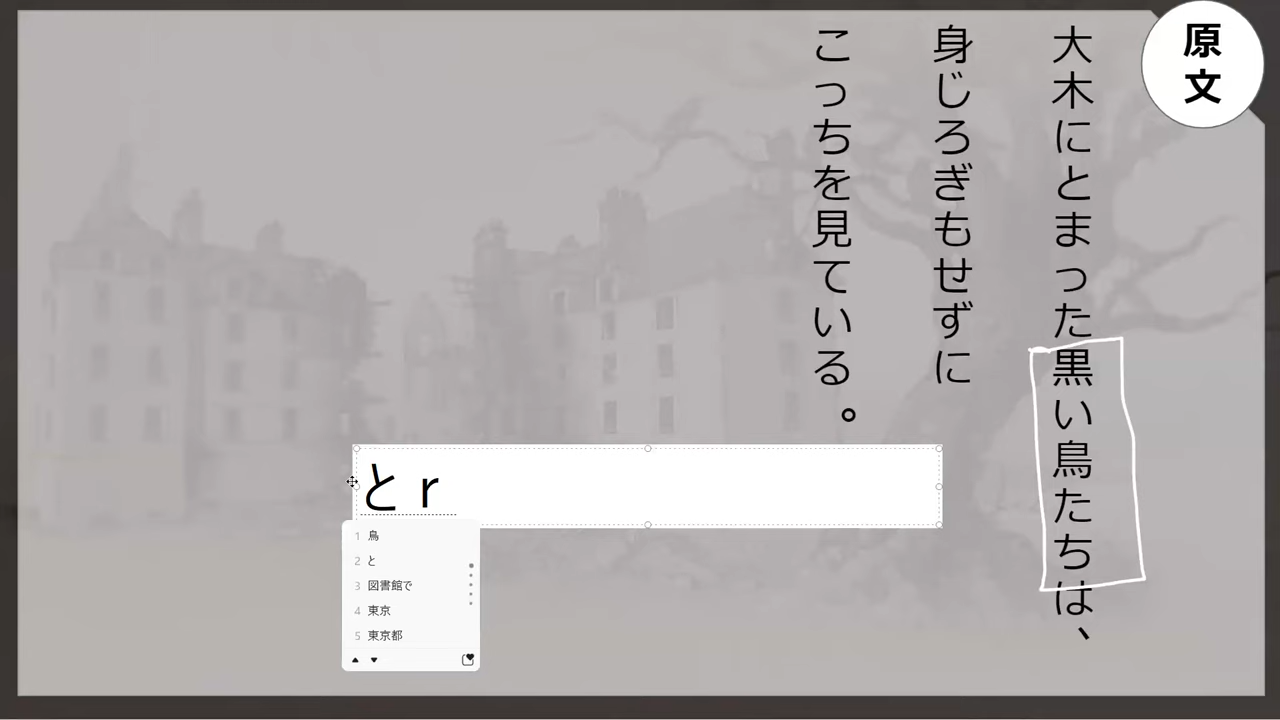 原文
大木にとまった黒い鳥たちは、
身じろぎもせずに
こっちを見ている。
とr
1 鳥
2 と
3 図書館で
4 東京
5 東京都